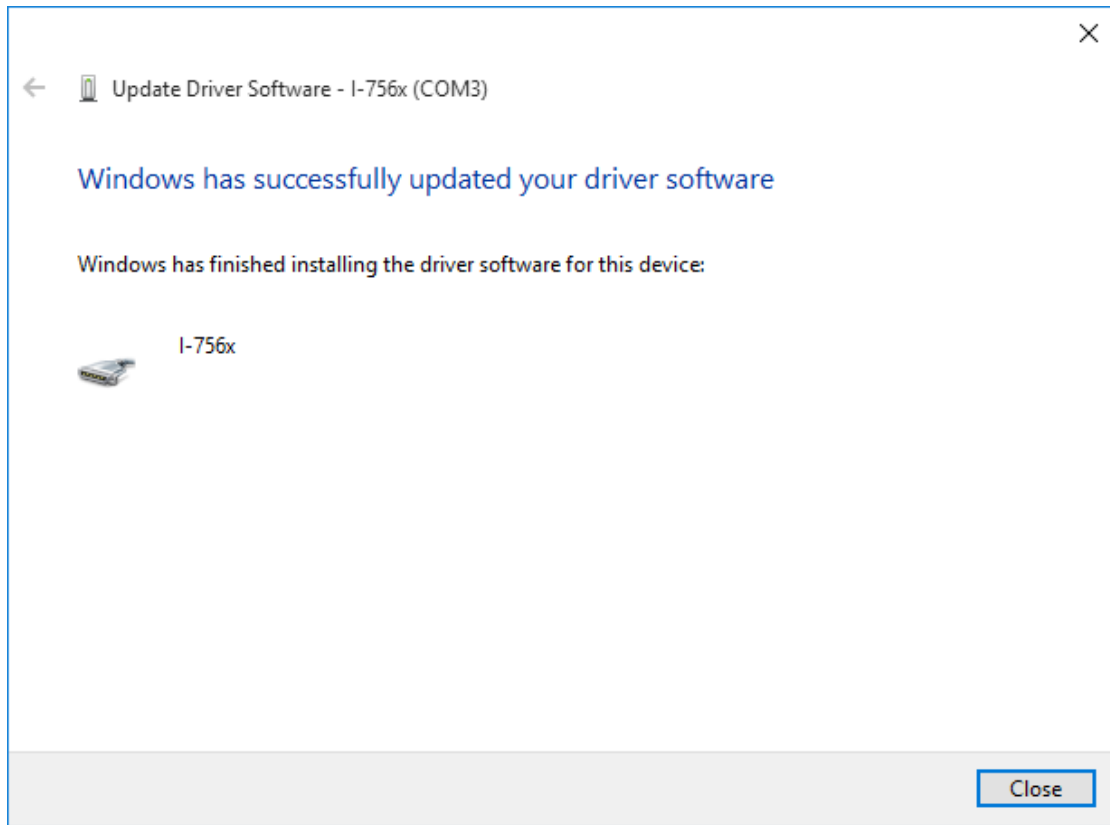 Update Driver Software - I-756x (COM3)
Windows has successfully updated your driver software
Windows has finished installing the driver software for this device:
I-756x
Close